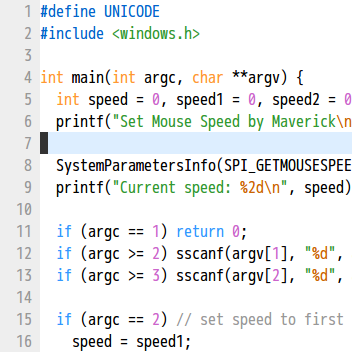 1 #define UNICODE
2 #include <windows.h>
3
4 int main(int argc, char **argv) {
5 int speed = 0, speed1 = 0, speed2 = 0
6 printf("Set Mouse Speed by Maverick\n
7
8 SystemParametersInfo(SPI_GETMOUSESPEE
9 printf("Current speed: %2d\n", speed)
10
11 if (argc == 1) return 0;
12 if (argc >= 2) sscanf(argv[1], "%d",
13 if (argc >= 3) sscanf(argv[2], "%d",
14
15 if (argc == 2) // set speed to first
16 speed = speed1;